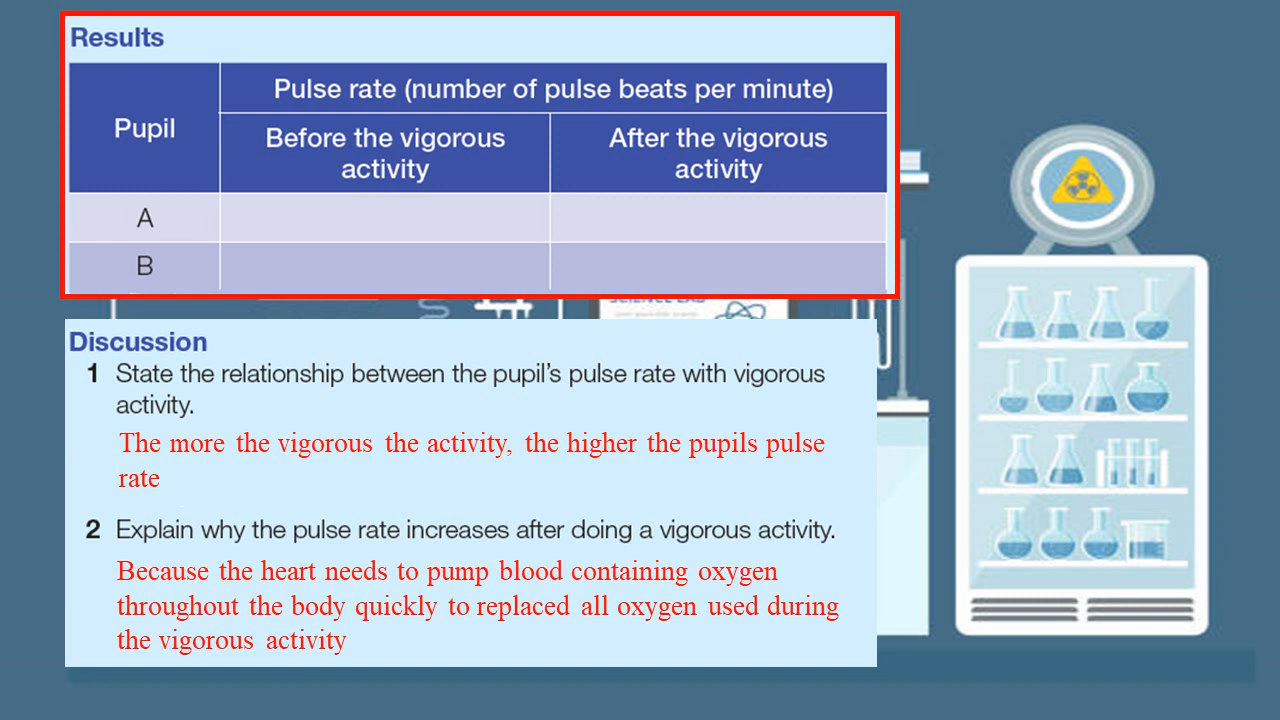 Results
Pupil
Pulse rate (number of pulse beats per minute)
Before the vigorous
activity
After the vigorous
activity
A
B
SCIENCE LAB
Discussion
1 State the relationship between the pupil's pulse rate with vigorous
activity.
The more the vigorous the activity, the higher the pupils pulse
rate
2 Explain why the pulse rate increases after doing a vigorous activity.
Because the heart needs to pump blood containing oxygen
throughout the body quickly to replaced all oxygen used during
the vigorous activity